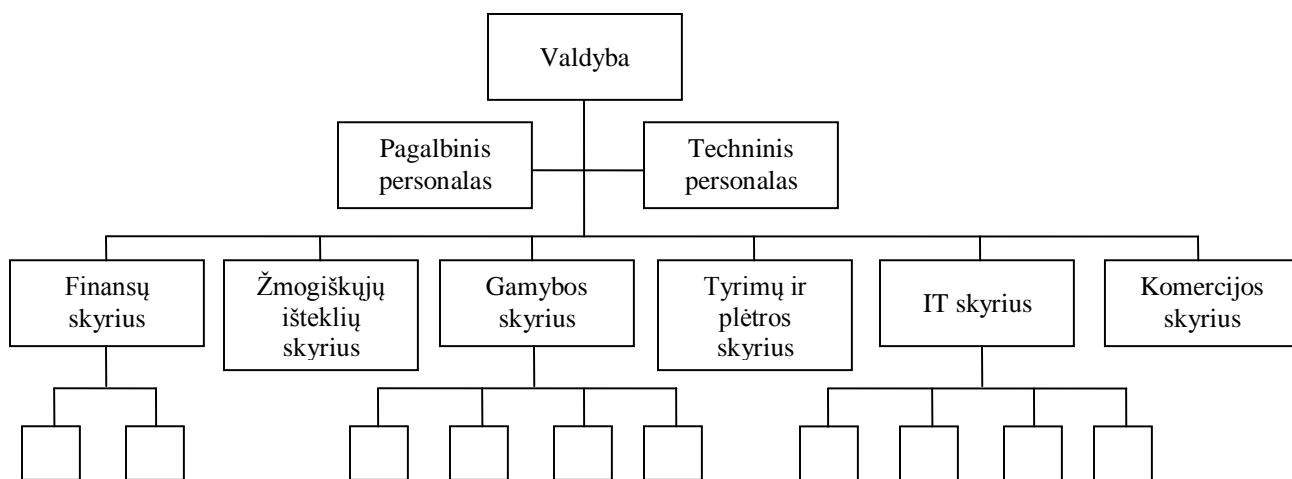 Valdyba
Pagalbinis
personalas
Techninis
personalas
Finansų
skyrius
Žmogiškųjų
išteklių
skyrius
Gamybos
skyrius
Tyrimų ir
plėtros
skyrius
IT skyrius
Komercijos
skyrius